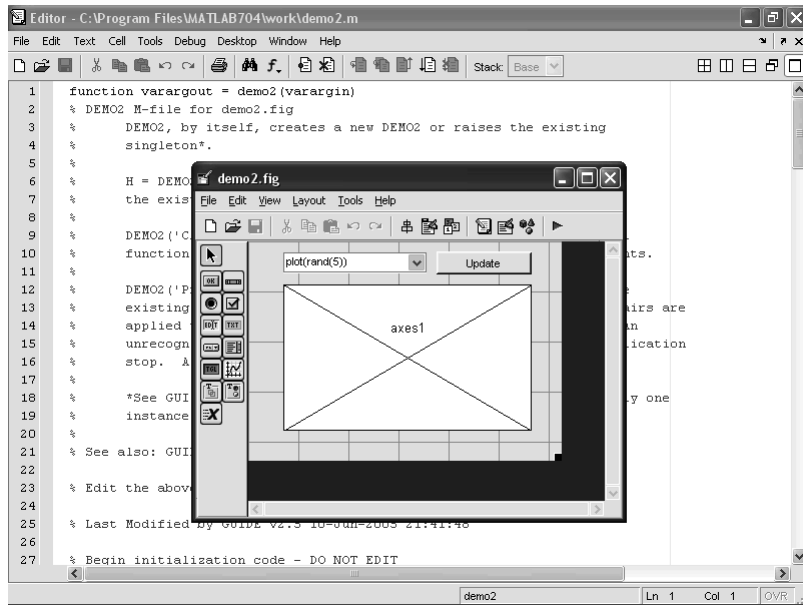 Editor - C:\Program Files\MATLAB704\work\demo2.m
File Edit Text Cell Tools Debug Desktop Window Help
Stack: Base
1 function varargout = demo2(varargin)
2 % DEMO2 M-file for demo2.fig
3 % DEMO2, by itself, creates a new DEMO2 or raises the existing
4 % singleton*.
5 %
6 % H = DEMO
7 % the exis
8 %
9 % DEMO2('C
10 % function nts.
11 %
12 % DEMO2('P
13 % existing airs are
14 % applied
15 % unrecogn lication
16 % stop. A
17 %
18 % *See GUI y one
19 % instance
20 %
21 % See also: GUI
22
23 % Edit the above
24
25 % Last Modified by GUIDE v2.5 10-Jun-2005 21:41:48
26
27 % Begin initialization code - DO NOT EDIT
demo2.fig
File Edit View Layout Tools Help
plot(rand(5)) Update
OK
EDIT TXT
TGL
axes1
demo2 Ln 1 Col 1 OVR